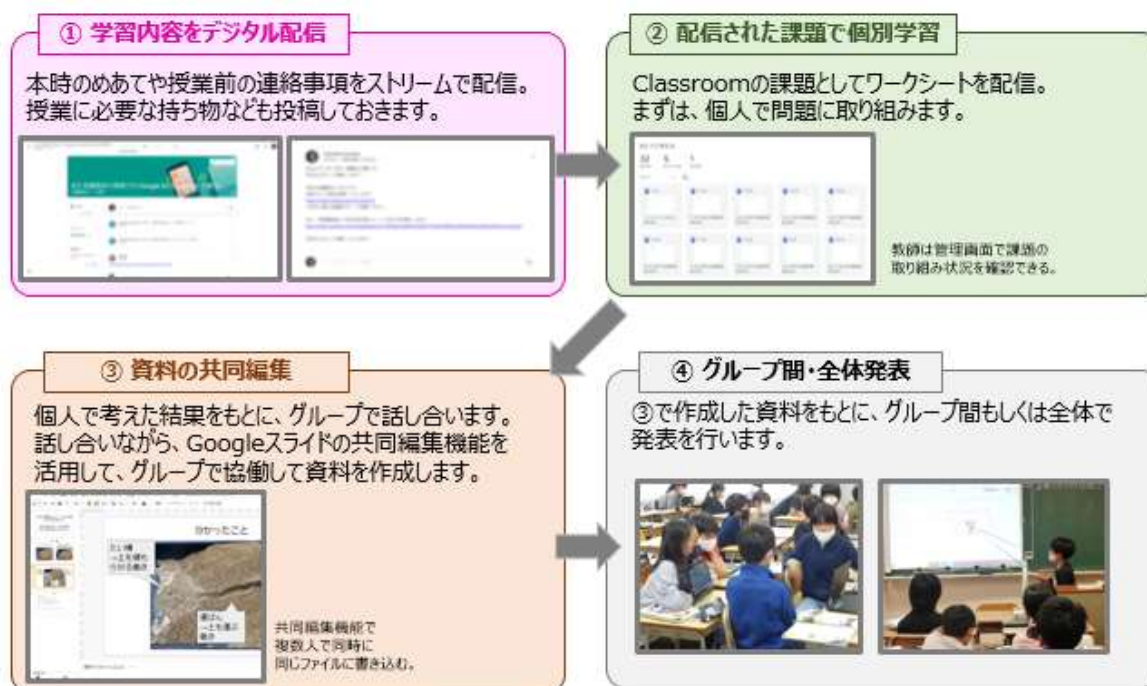 ① 学習内容をデジタル配信
本時のめあてや授業前の連絡事項をストリームで配信。
授業に必要な持ち物なども投稿しておきます。
② 配信された課題で個別学習
Classroomの課題としてワークシートを配信。
まずは、個人で問題に取り組みます。
教師は管理画面で課題の
取り組み状況を確認できる。
③ 資料の共同編集
個人で考えた結果をもとに、グループで話し合います。
話し合いながら、Googleスライドの共同編集機能を
活用して、グループで協働して資料を作成します。
分かったこと
共同編集機能で
複数人で同時に
同じファイルに書き込む。
④ グループ間・全体発表
③で作成した資料をもとに、グループ間もしくは全体で
発表を行います。